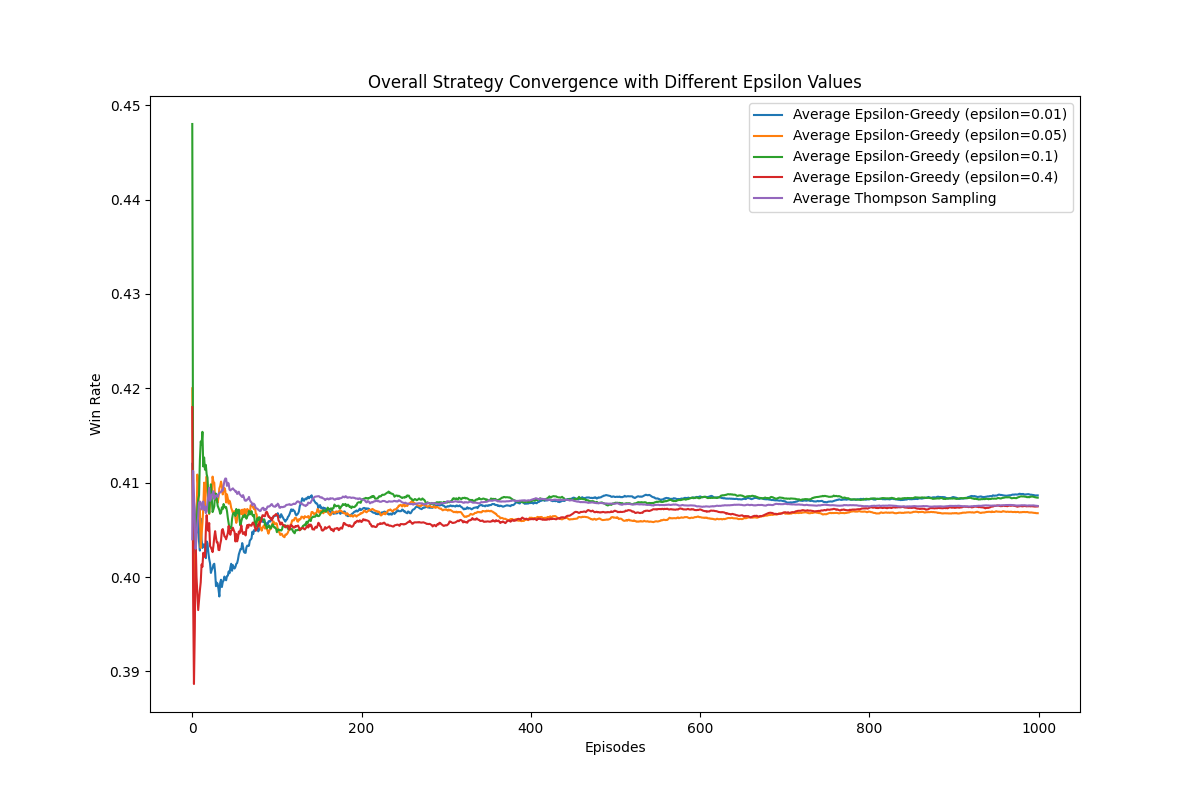 Overall Strategy Convergence with Different Epsilon Values
Average Epsilon-Greedy (epsilon=0.01)
Average Epsilon-Greedy (epsilon=0.05)
Average Epsilon-Greedy (epsilon=0.1)
Average Epsilon-Greedy (epsilon=0.4)
Average Thompson Sampling
0.45
0.44
0.43
0.42
0.41
0.40
0.39
Win Rate
0 200 400 600 800 1000
Episodes